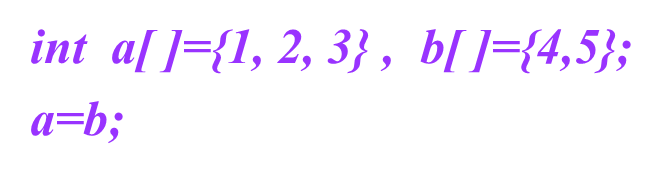 int a[ ]={1, 2, 3} , b[ ]={4,5};
a=b;